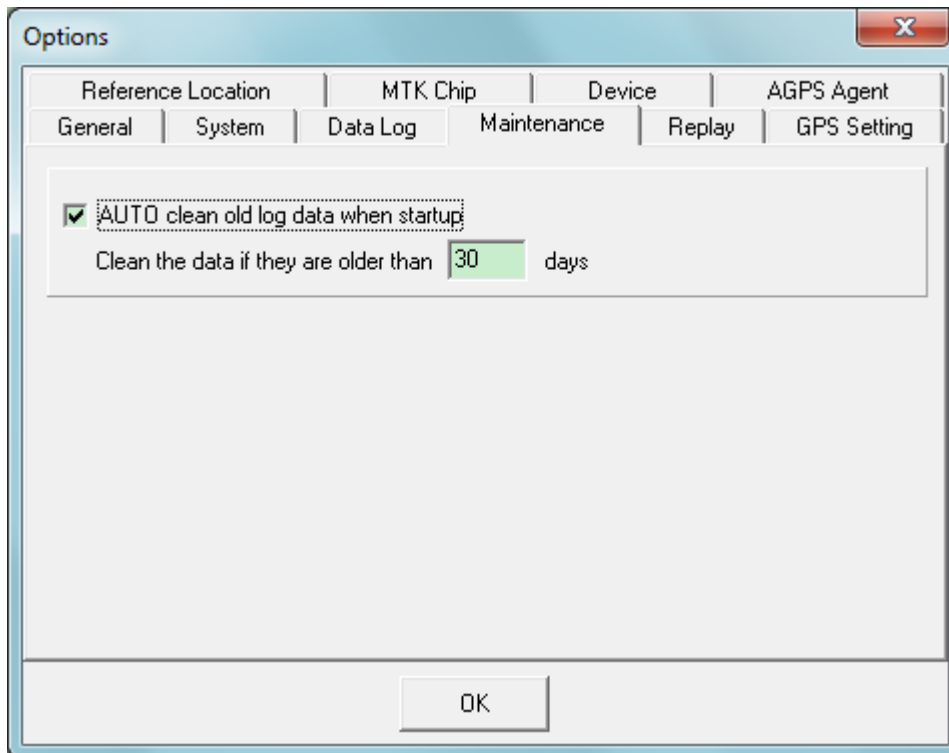 Options
Reference Location MTK Chip Device AGPS Agent
General System Data Log Maintenance Replay GPS Setting
AUTO clean old log data when startup
Clean the data if they are older than 30 days
OK